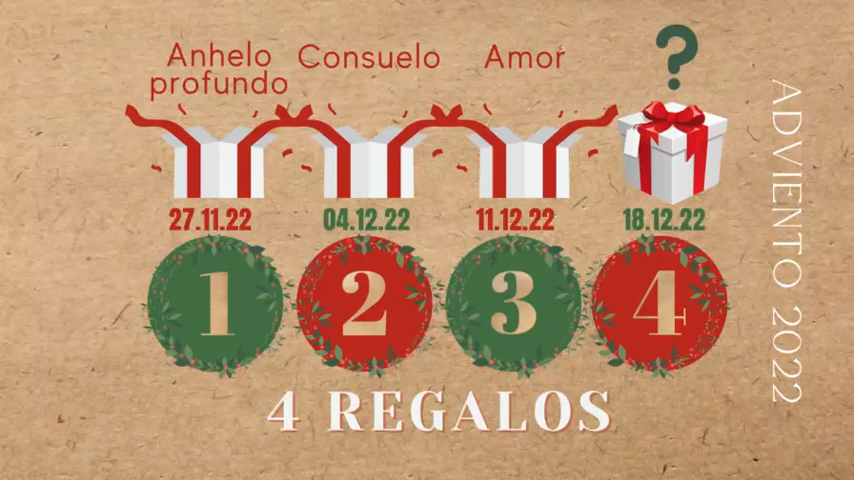 Anhelo
profundo
Consuelo
Amor
?
27.11.22
04.12.22
11.12.22
18.12.22
1
2
3
4
4 REGALOS
ADVIENTO 2022